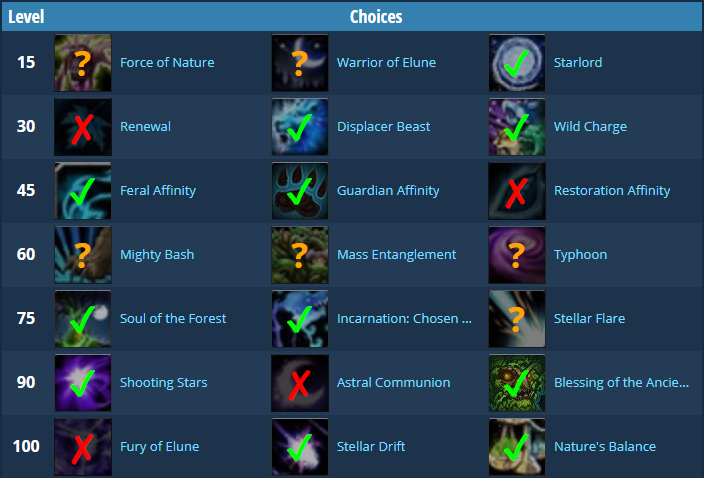 Level Choices
15 ? Force of Nature ? Warrior of Elune Starlord
30 Renewal Displacer Beast Wild Charge
45 Feral Affinity Guardian Affinity Restoration Affinity
60 ? Mighty Bash ? Mass Entanglement ? Typhoon
75 Soul of the Forest Incarnation: Chosen ... ? Stellar Flare
90 Shooting Stars Astral Communion Blessing of the Ancie...
100 Fury of Elune Stellar Drift Nature's Balance